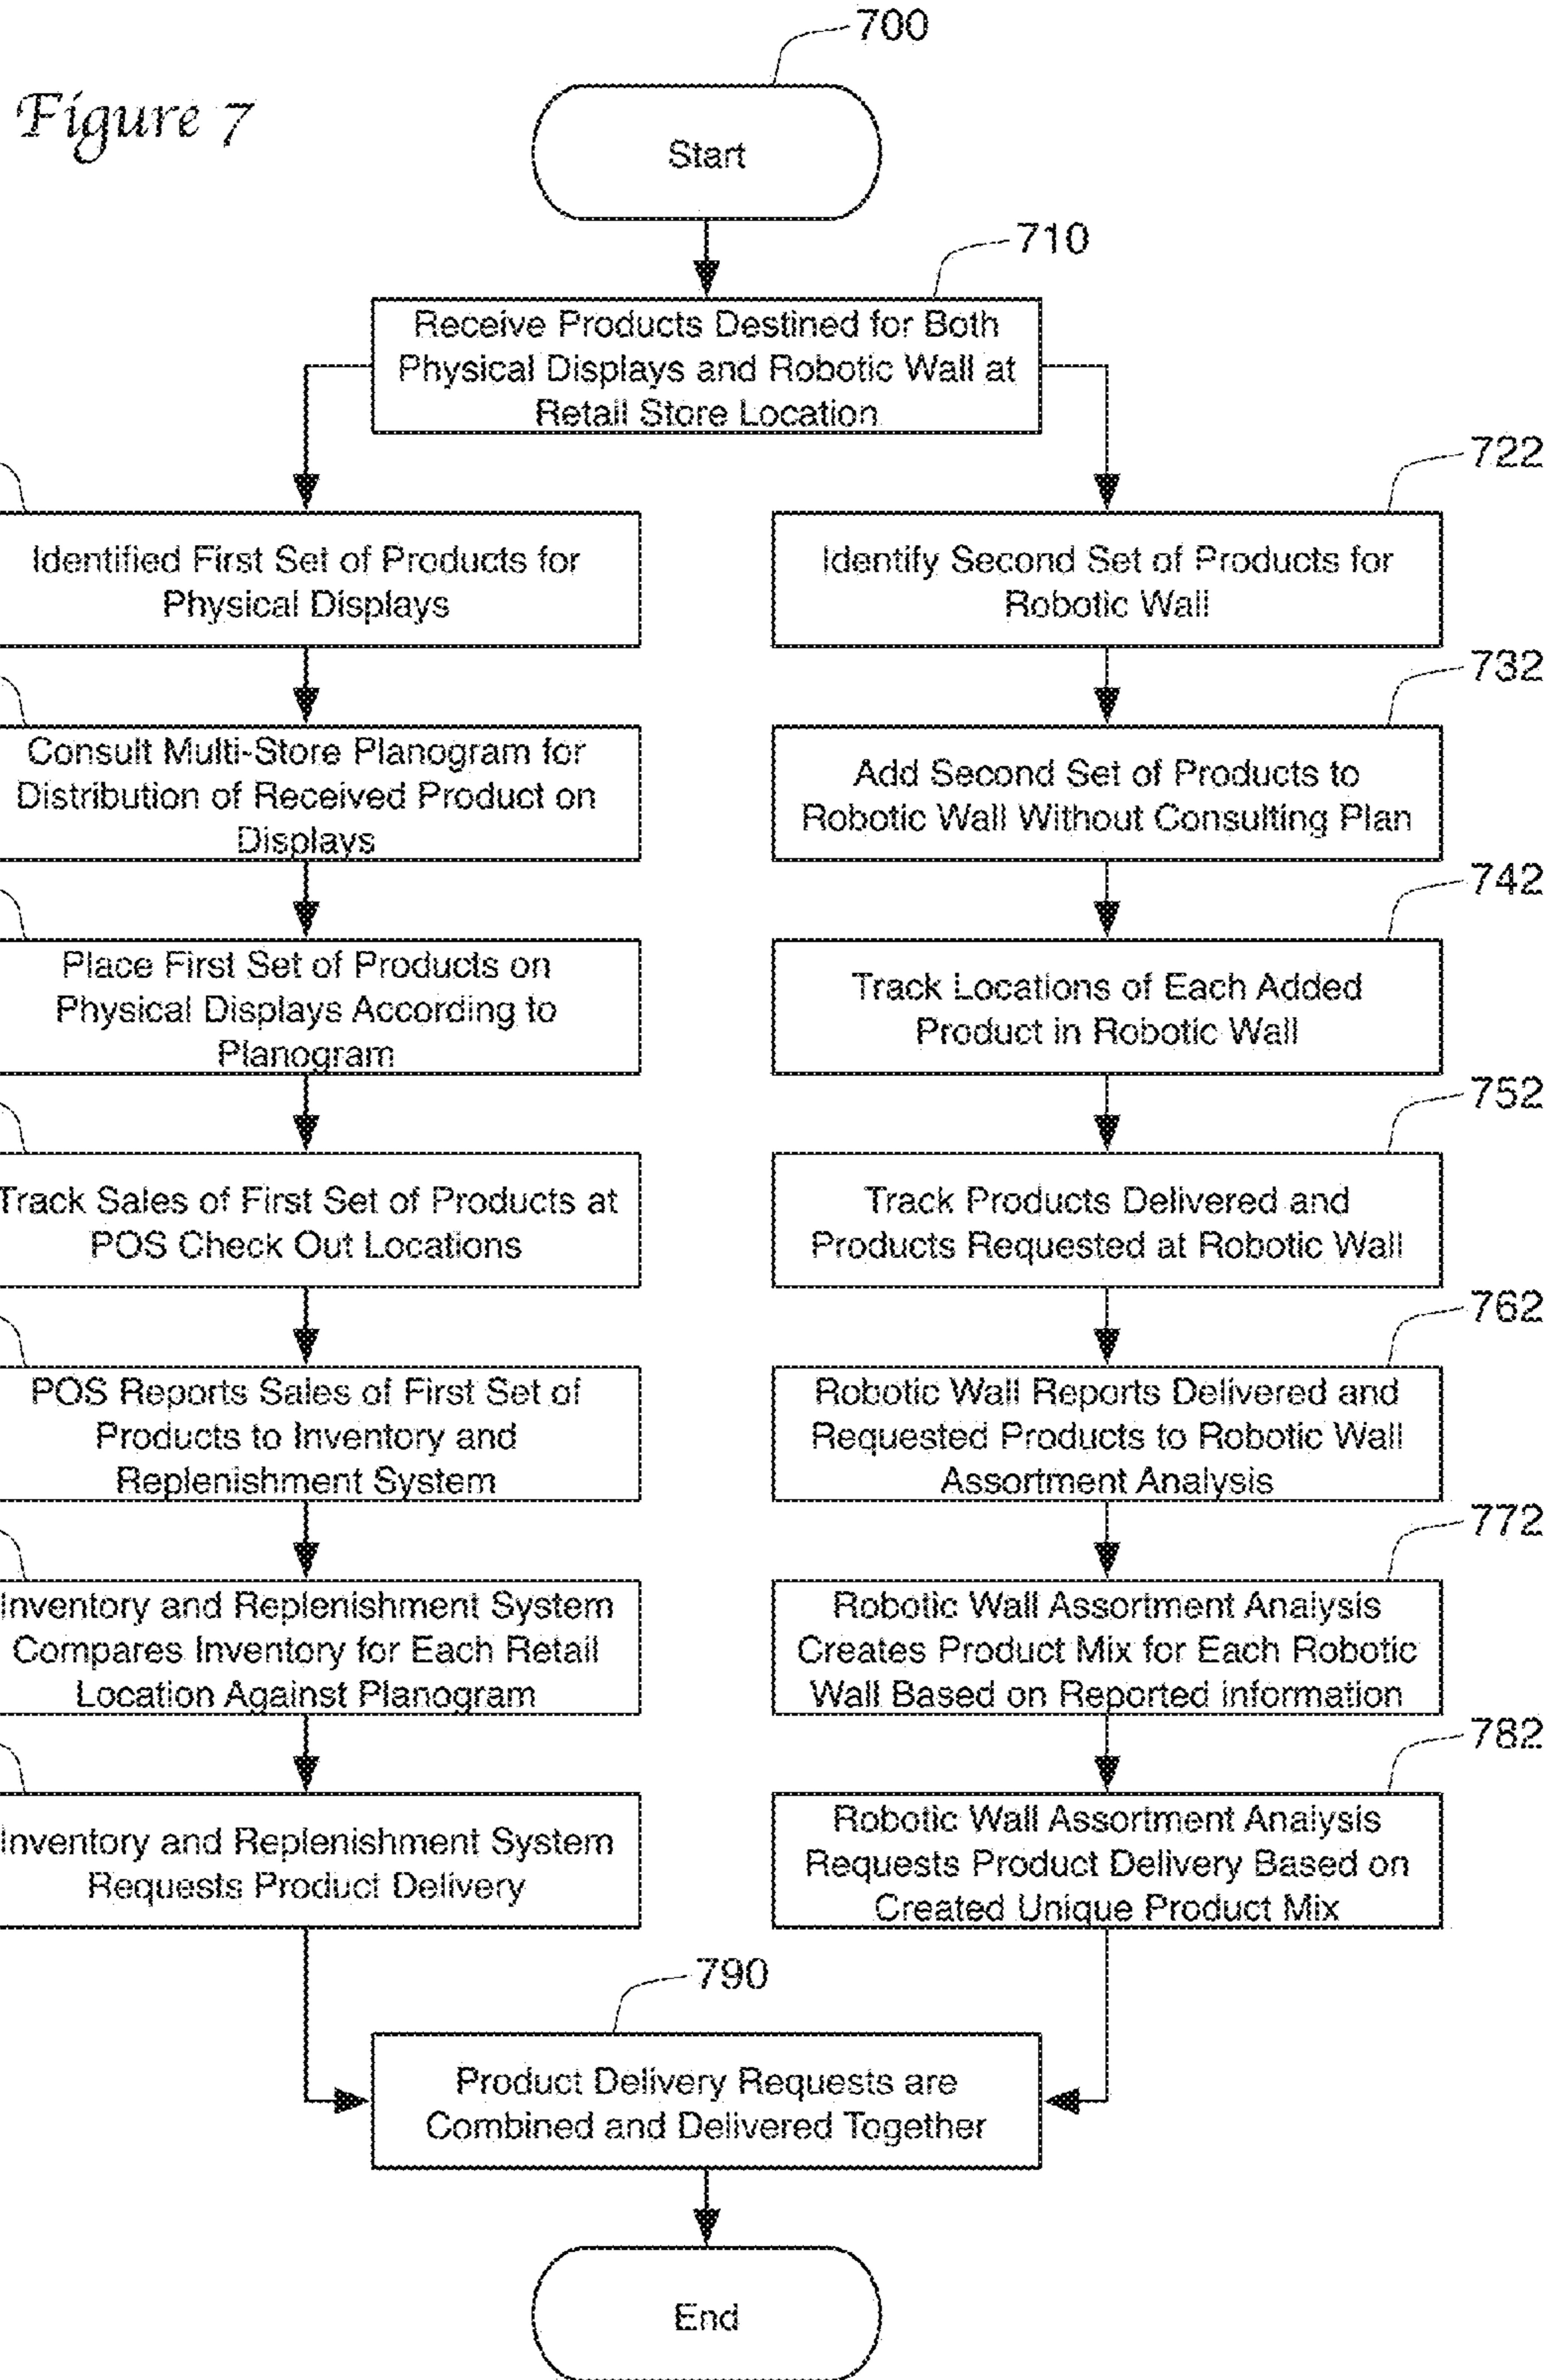 700
Figure 7
Start
710
Receive Products Destined for Both
Physical Displays and Robotic Wall at
Retail Store Location
722
Identified First Set of Products for
Physical Displays
Identify Second Set of Products for
Robotic Wall
732
Consult Multi-Store Planogram for
Distribution of Received Product on
Displays
Add Second Set of Products to
Robotic Wall Without Consulting Plan
742
Place First Set of Products on
Physical Displays According to
Planogram
Track Locations of Each Added
Product in Robotic Wall
752
Track Sales of First Set of Products at
POS Check Out Locations
Track Products Delivered and
Products Requested at Robotic Wall
762
POS Reports Sales of First Set of
Products to Inventory and
Replenishment System
Robotic Wall Reports Delivered and
Requested Products to Robotic Wall
Assortment Analysis
772
Inventory and Replenishment System
Compares Inventory for Each Retail
Location Against Planogram
Robotic Wall Assortment Analysis
Creates Product Mix for Each Robotic
Wall Based on Reported information
782
Inventory and Replenishment System
Requests Product Delivery
Robotic Wall Assortment Analysis
Requests Product Delivery Based on
Created Unique Product Mix
790
Product Delivery Requests are
Combined and Delivered Together
End